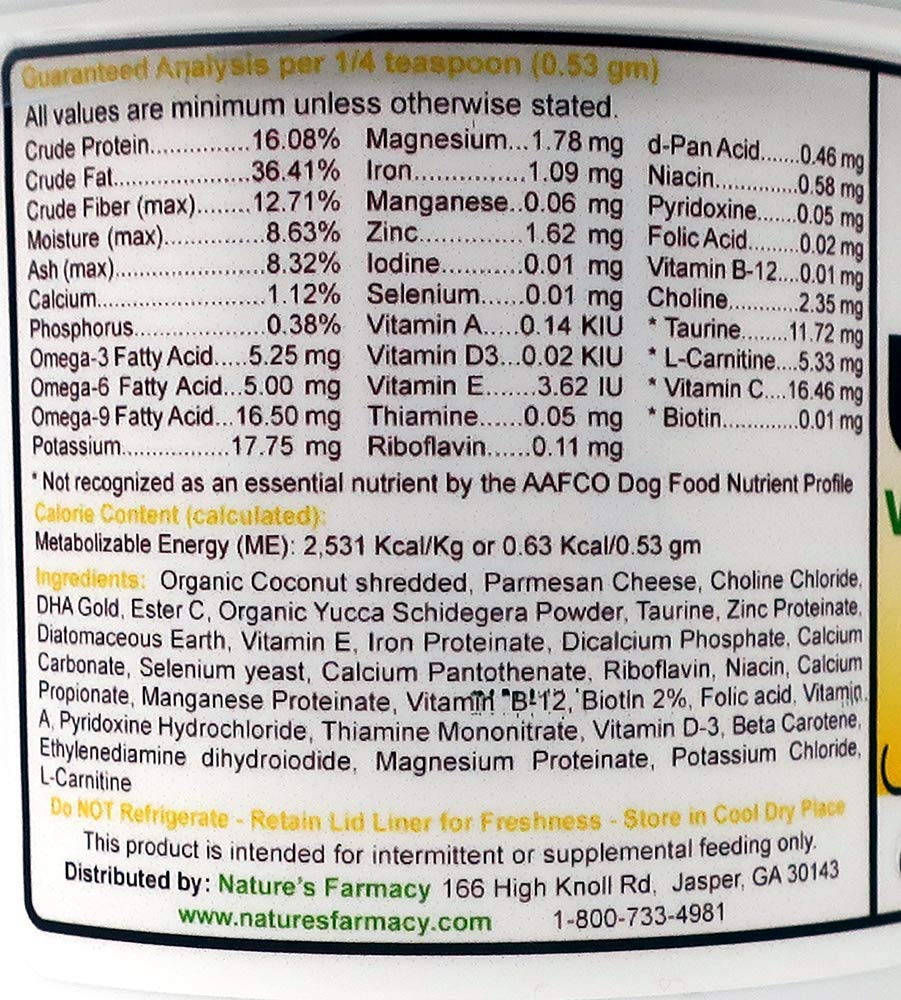 Guaranteed Analysis per 1/4 teaspoon (0.53 gm)
All values are minimum unless otherwise stated.
Crude Protein...............16.08%
Crude Fat....................36.41%
Crude Fiber (max)........12.71%
Moisture (max)..............8.63%
Ash (max)....................8.32%
Calcium.......................1.12%
Phosphorus..................0.38%
Omega-3 Fatty Acid.....5.25 mg
Omega-6 Fatty Acid...5.00 mg
Omega-9 Fatty Acid...16.50 mg
Potassium...............17.75 mg
Magnesium...1.78 mg
Iron..............1.09 mg
Manganese..0.06 mg
Zinc.............1.62 mg
Iodine..........0.01 mg
Selenium......0.01 mg
Vitamin A.....0.14 KIU
Vitamin D3...0.02 KIU
Vitamin E.......3.62 IU
Thiamine......0.05 mg
Riboflavin......0.11 mg
d-Pan Acid......0.46 mg
Niacin.............0.58 mg
Pyridoxine.......0.05 mg
Folic Acid.........0.02 mg
Vitamin B-12....0.01 mg
Choline...........2.35 mg
* Taurine.......11.72 mg
* L-Carnitine....5.33 mg
* Vitamin C....16.46 mg
* Biotin.............0.01 mg
* Not recognized as an essential nutrient by the AAFCO Dog Food Nutrient Profile
Calorie Content (calculated):
Metabolizable Energy (ME): 2,531 Kcal/Kg or 0.63 Kcal/0.53 gm
Ingredients: Organic Coconut shredded, Parmesan Cheese, Choline Chloride,
DHA Gold, Ester C, Organic Yucca Schidegera Powder, Taurine, Zinc Proteinate,
Diatomaceous Earth, Vitamin E, Iron Proteinate, Dicalcium Phosphate, Calcium
Carbonate, Selenium yeast, Calcium Pantothenate, Riboflavin, Niacin, Calcium
Propionate, Manganese Proteinate, Vitamin B-12, Biotin 2%, Folic acid, Vitamin
A, Pyridoxine Hydrochloride, Thiamine Mononitrate, Vitamin D-3, Beta Carotene,
Ethylenediamine dihydroiodide, Magnesium Proteinate, Potassium Chloride,
L-Carnitine
Do NOT Refrigerate - Retain Lid Liner for Freshness - Store in Cool Dry Place
This product is intended for intermittent or supplemental feeding only.
Distributed by: Nature's Farmacy 166 High Knoll Rd, Jasper, GA 30143
www.naturesfarmacy.com 1-800-733-4981